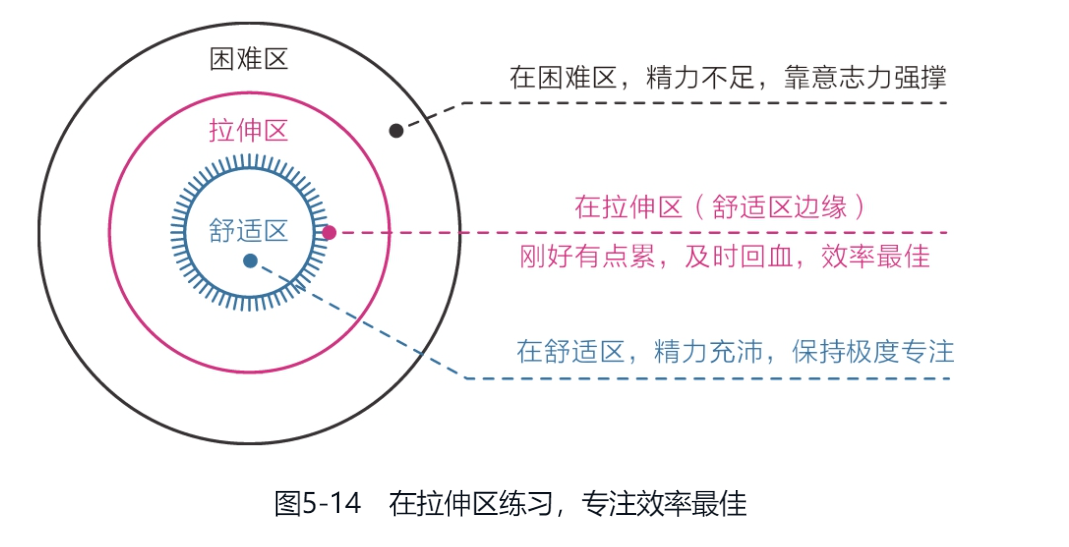 困难区
在困难区，精力不足，靠意志力强撑
拉伸区
在拉伸区（舒适区边缘）
舒适区
刚好有点累，及时回血，效率最佳
在舒适区，精力充沛，保持极度专注
图5-14 在拉伸区练习，专注效率最佳